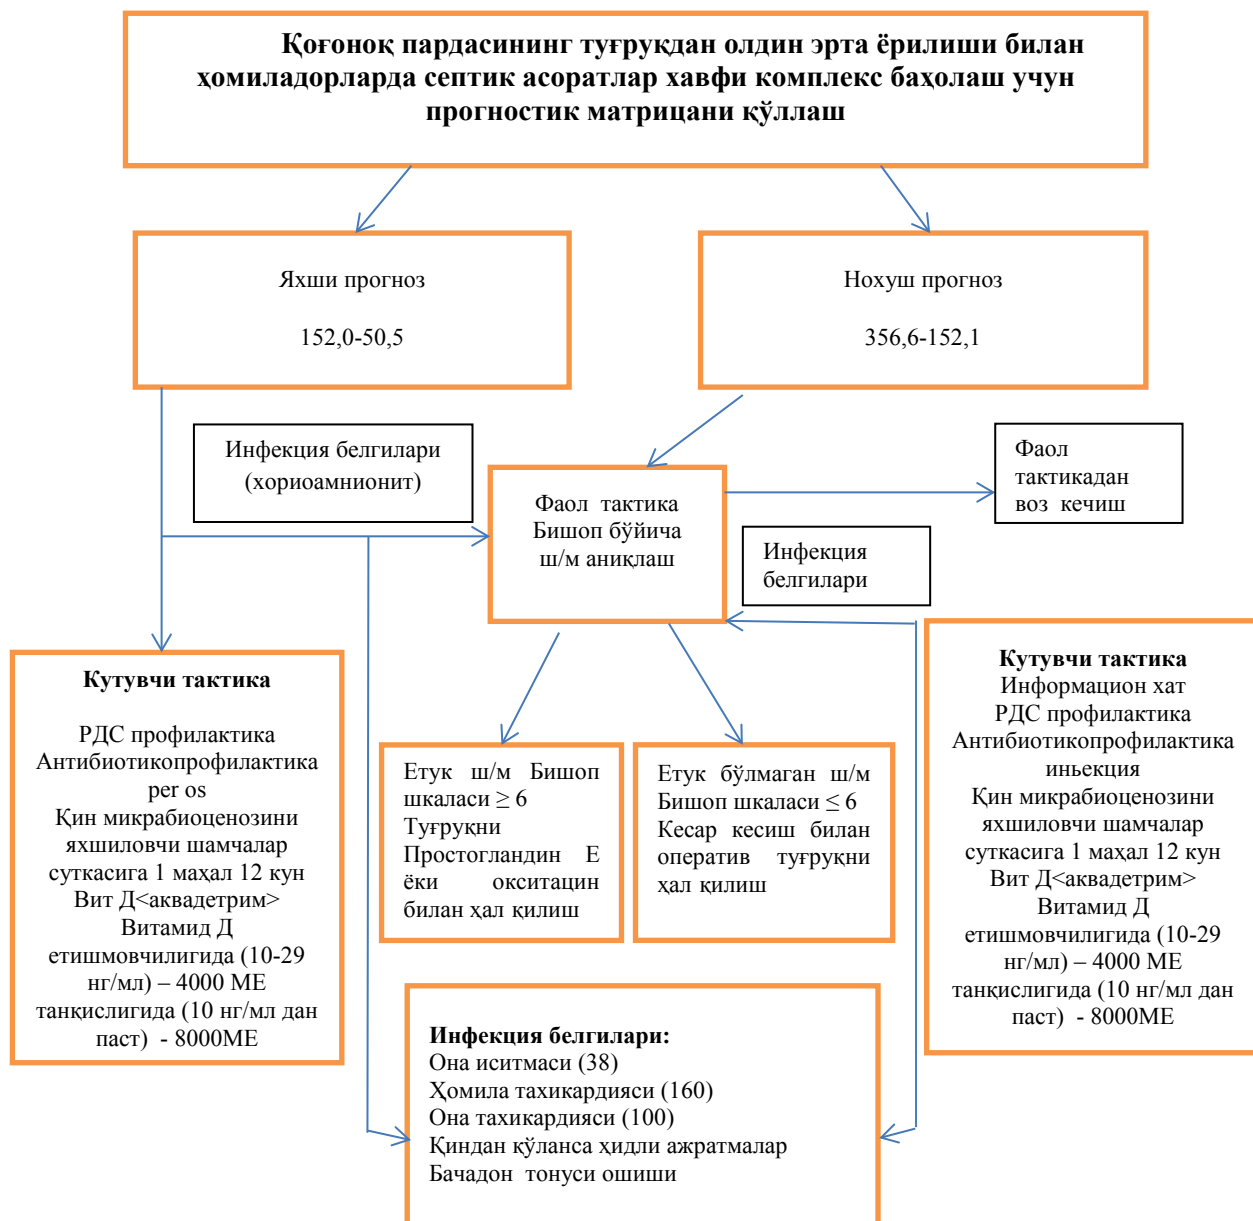 Қоғоноқ пардасининг туғруқдан олдин эрта ёрилиши билан
ҳомиладорларда септик асоратлар хавфи комплекс баҳолаш учун
прогностик матрицани қўллаш
Яхши прогноз
152,0-50,5
Нохуш прогноз
356,6-152,1
Инфекция белгилари
(хориоамнионит)
Фаол тактика
Бишоп бўйича
ш/м аниқлаш
Фаол
тактикадан
воз кечиш
Инфекция
белгилари
Кутувчи тактика
РДС профилактика
Антибиотикопрофилактика
per os
Қин микрабиоценозини
яхшиловчи шамчалар
суткасига 1 маҳал 12 кун
Вит Д<аквадетрим>
Витамид Д
етишмовчилигида (10-29
нг/мл) – 4000 МЕ
танқислигида (10 нг/мл дан
паст) - 8000МЕ
Етук ш/м Бишоп
шкаласи ≥ 6
Туғруқни
Простогландин Е
ёки окситацин
билан ҳал қилиш
Етук бўлмаган ш/м
Бишоп шкаласи ≤ 6
Кесар кесиш билан
оператив туғруқни
ҳал қилиш
Кутувчи тактика
Информацион хат
РДС профилактика
Антибиотикопрофилактика
иньекция
Қин микрабиоценозини
яхшиловчи шамчалар
суткасига 1 маҳал 12 кун
Вит Д<аквадетрим>
Витамид Д
етишмовчилигида (10-29
нг/мл) – 4000 МЕ
танқислигида (10 нг/мл дан
паст) - 8000МЕ
Инфекция белгилари:
Она иситмаси (38)
Ҳомила тахикардияси (160)
Она тахикардияси (100)
Қиндан қўланса ҳидли ажратмалар
Бачадон тонуси ошиши